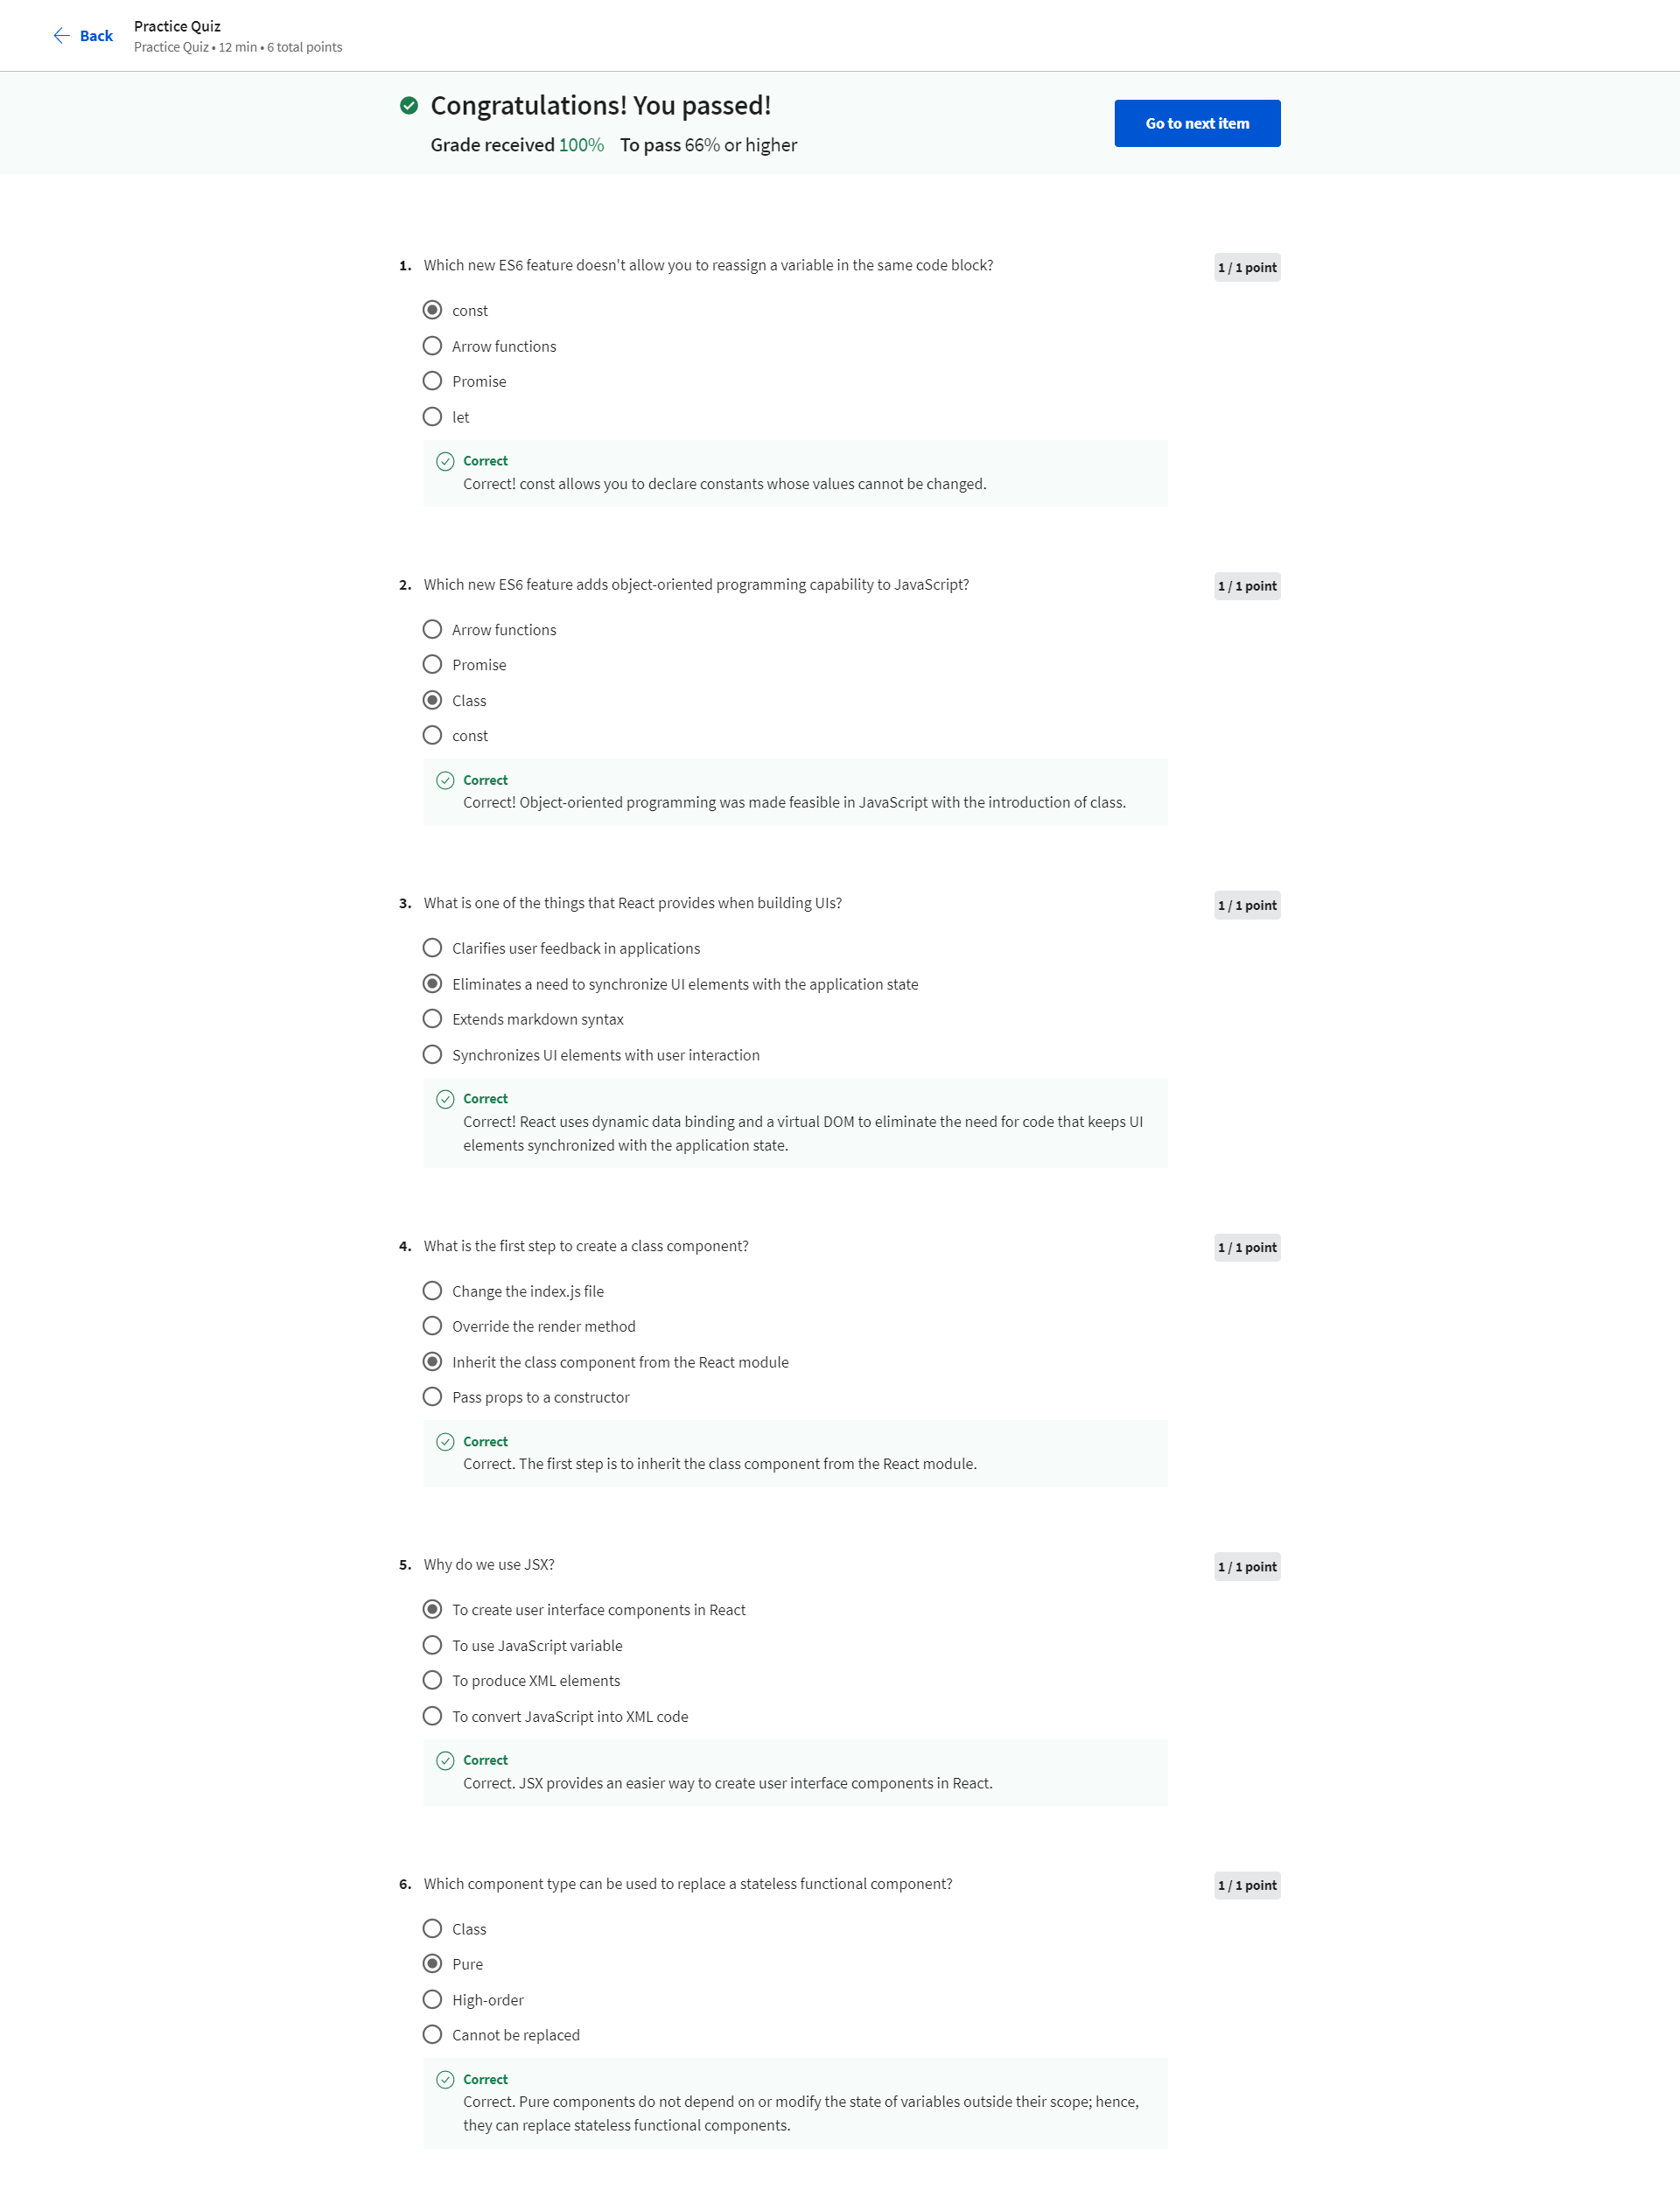 Back
Practice Quiz
Practice Quiz • 12 min • 6 total points
Congratulations! You passed!
Grade received 100% To pass 66% or higher
Go to next item
1. Which new ES6 feature doesn't allow you to reassign a variable in the same code block?
1 / 1 point
const
Arrow functions
Promise
let
Correct
Correct! const allows you to declare constants whose values cannot be changed.
2. Which new ES6 feature adds object-oriented programming capability to JavaScript?
1 / 1 point
Arrow functions
Promise
Class
const
Correct
Correct! Object-oriented programming was made feasible in JavaScript with the introduction of class.
3. What is one of the things that React provides when building UIs?
1 / 1 point
Clarifies user feedback in applications
Eliminates a need to synchronize UI elements with the application state
Extends markdown syntax
Synchronizes UI elements with user interaction
Correct
Correct! React uses dynamic data binding and a virtual DOM to eliminate the need for code that keeps UI
elements synchronized with the application state.
4. What is the first step to create a class component?
1 / 1 point
Change the index.js file
Override the render method
Inherit the class component from the React module
Pass props to a constructor
Correct
Correct. The first step is to inherit the class component from the React module.
5. Why do we use JSX?
1 / 1 point
To create user interface components in React
To use JavaScript variable
To produce XML elements
To convert JavaScript into XML code
Correct
Correct. JSX provides an easier way to create user interface components in React.
6. Which component type can be used to replace a stateless functional component?
1 / 1 point
Class
Pure
High-order
Cannot be replaced
Correct
Correct. Pure components do not depend on or modify the state of variables outside their scope; hence,
they can replace stateless functional components.